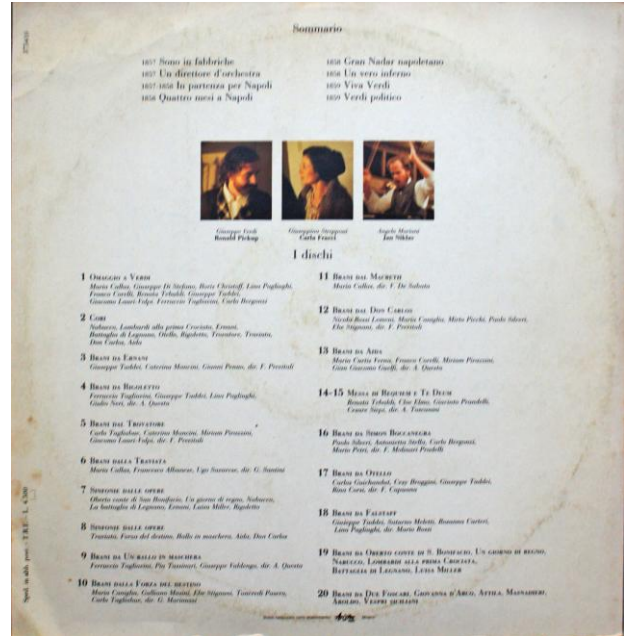 Sommario
1857 Sono in fabbriche
1857 Un direttore d'orchestra
1857-1858 In partenza per Napoli
1858 Quattro mesi a Napoli
1858 Gran Nadar napoletano
1858 Un vero inferno
1859 Viva Verdi
1859 Verdi politico
Giuseppe Verdi
Ronald Pickup
Giuseppina Strepponi
Carla Fracci
Angelo Mariani
Jan Niklas
I dischi
1 Omaggio a Verdi
Maria Callas, Giuseppe Di Stefano, Boris Christoff, Lina Pagliughi,
Franco Corelli, Renata Tebaldi, Giuseppe Taddei,
Giacomo Lauri-Volpi, Ferruccio Tagliavini, Carlo Bergonzi
2 Cori
Nabucco, Lombardi alla prima Crociata, Ernani,
Battaglia di Legnano, Otello, Rigoletto, Trovatore, Traviata,
Don Carlos, Aida
3 Brani da Ernani
Giuseppe Taddei, Caterina Mancini, Gianni Penno, dir. F. Previtali
4 Brani da Rigoletto
Ferruccio Tagliavini, Giuseppe Taddei, Lina Pagliughi,
Giulio Neri, dir. A. Questa
5 Brani dal Trovatore
Carlo Tagliabue, Caterina Mancini, Miriam Pirazzini,
Giacomo Lauri-Volpi, dir. F. Previtali
6 Brani dalla Traviata
Maria Callas, Francesco Albanese, Ugo Savarese, dir. G. Santini
7 Sinfonie dalle opere
Oberto conte di San Bonifacio, Un giorno di regno, Nabucco,
La battaglia di Legnano, Ernani, Luisa Miller, Rigoletto
8 Sinfonie dalle opere
Traviata, Forza del destino, Ballo in maschera, Aida, Don Carlos
9 Brani da Un ballo in maschera
Ferruccio Tagliavini, Pia Tassinari, Giuseppe Valdengo, dir. A. Questa
10 Brani dalla Forza del destino
Maria Caniglia, Galliano Masini, Ebe Stignani, Tancredi Pasero,
Carlo Tagliabue, dir. G. Marinuzzi
11 Brani dal Macbeth
Maria Callas, dir. F. De Sabata
12 Brani dal Don Carlos
Nicola Rossi Lemeni, Maria Caniglia, Mirto Picchi, Paolo Silveri,
Ebe Stignani, dir. F. Previtali
13 Brani da Aida
Maria Curtis Verna, Franco Corelli, Miriam Pirazzini,
Gian Giacomo Guelfi, dir. A. Questa
14-15 Messa di Requiem e Te Deum
Renata Tebaldi, Cloe Elmo, Giacinto Prandelli,
Cesare Siepi, dir. A. Toscanini
16 Brani da Simon Boccanegra
Paolo Silveri, Antonietta Stella, Carlo Bergonzi,
Mario Petri, dir. F. Molinari Pradelli
17 Brani da Otello
Carlos Guichandut, Cesy Broggini, Giuseppe Taddei,
Rina Corsi, dir. F. Capuana
18 Brani da Falstaff
Giuseppe Taddei, Saturno Meletti, Rosanna Carteri,
Lina Pagliughi, dir. Mario Rossi
19 Brani da Oberto conte di S. Bonifacio, Un giorno di regno,
Nabucco, Lombardi alla prima Crociata,
Battaglia di Legnano, Luisa Miller
20 Brani da Due Foscari, Giovanna d'Arco, Attila, Masnadieri,
Aroldo, Vespri siciliani
Sped. in abb. post. - T.R.F. - L. 4.500